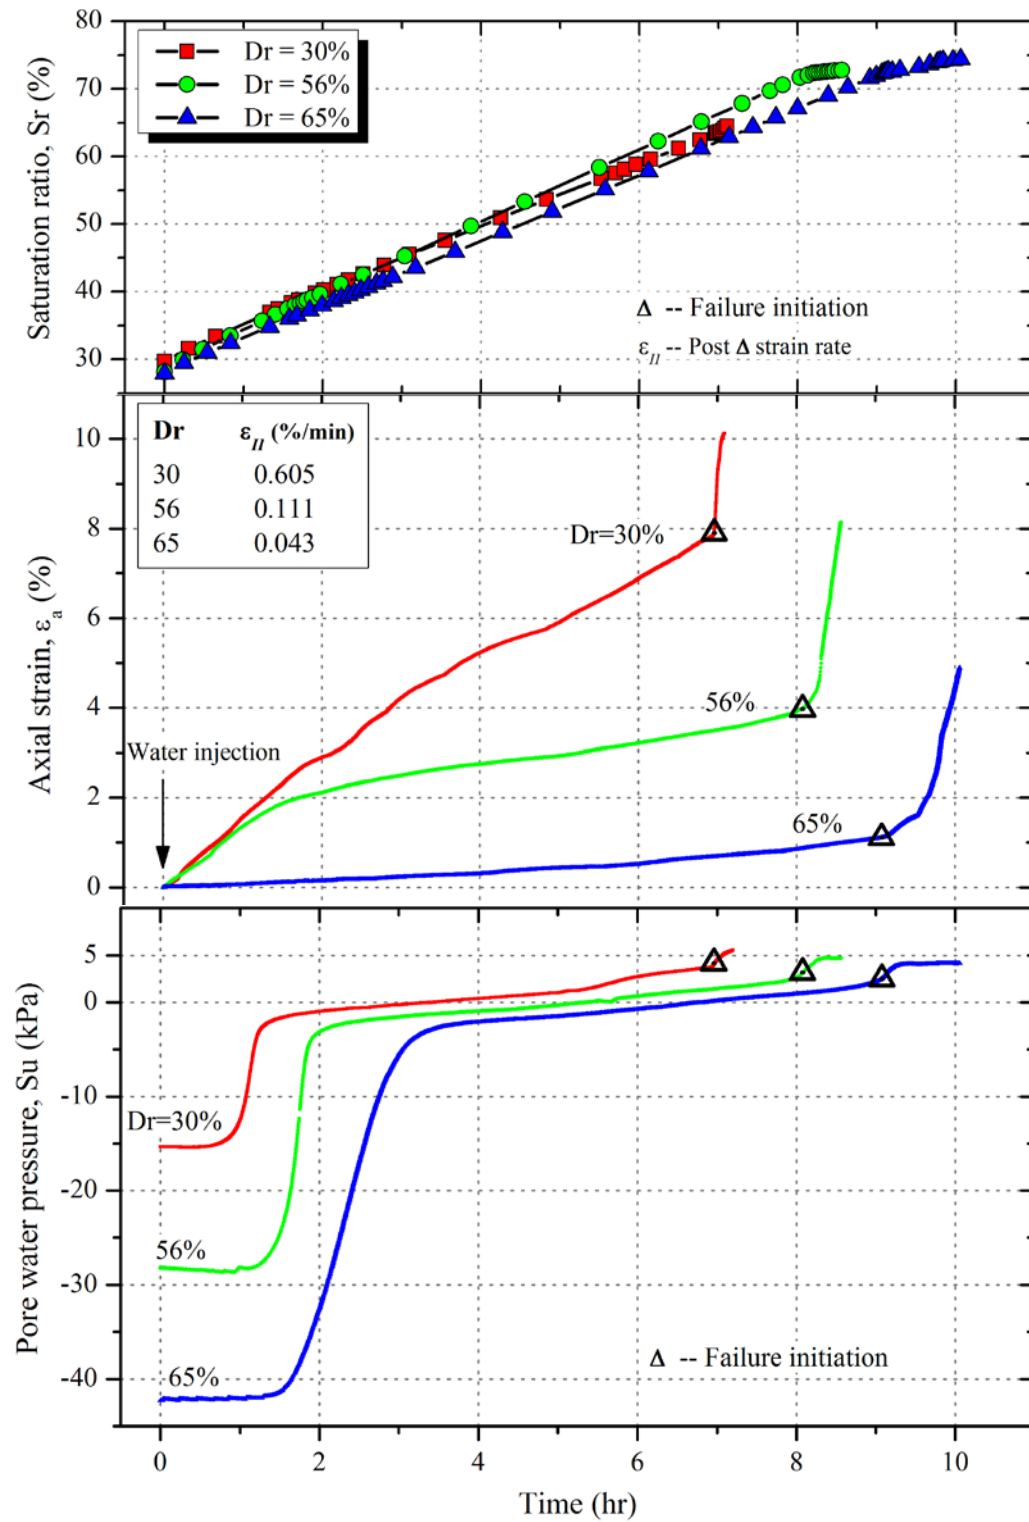 80
70
60
50
40
30
Saturation ratio, Sr (%)
Dr = 30%
Dr = 56%
Dr = 65%
Δ -- Failure initiation
εII -- Post Δ strain rate
10
8
6
4
2
0
Axial strain, εa (%)
Dr εII (%/min)
30 0.605
56 0.111
65 0.043
Dr=30%
56%
65%
Water injection
5
0
-10
-20
-30
-40
Pore water pressure, Su (kPa)
Dr=30%
56%
65%
Δ -- Failure initiation
0 2 4 6 8 10
Time (hr)